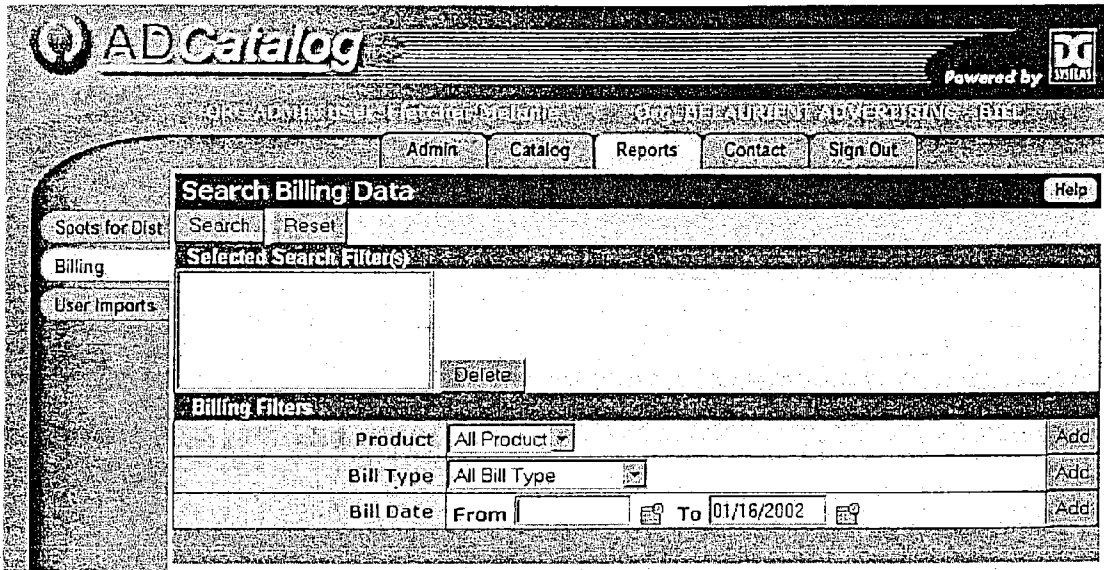 ADCatalog
Powered by DG SYSTEMS
Admin Catalog Reports Contact Sign Out
Search Billing Data Help
Spots for Dist Search Reset
Selected Search Filter(s)
Billing
User Imports
Delete
Billing Filters
Product All Product Add
Bill Type All Bill Type Add
Bill Date From To 01/16/2002 Add